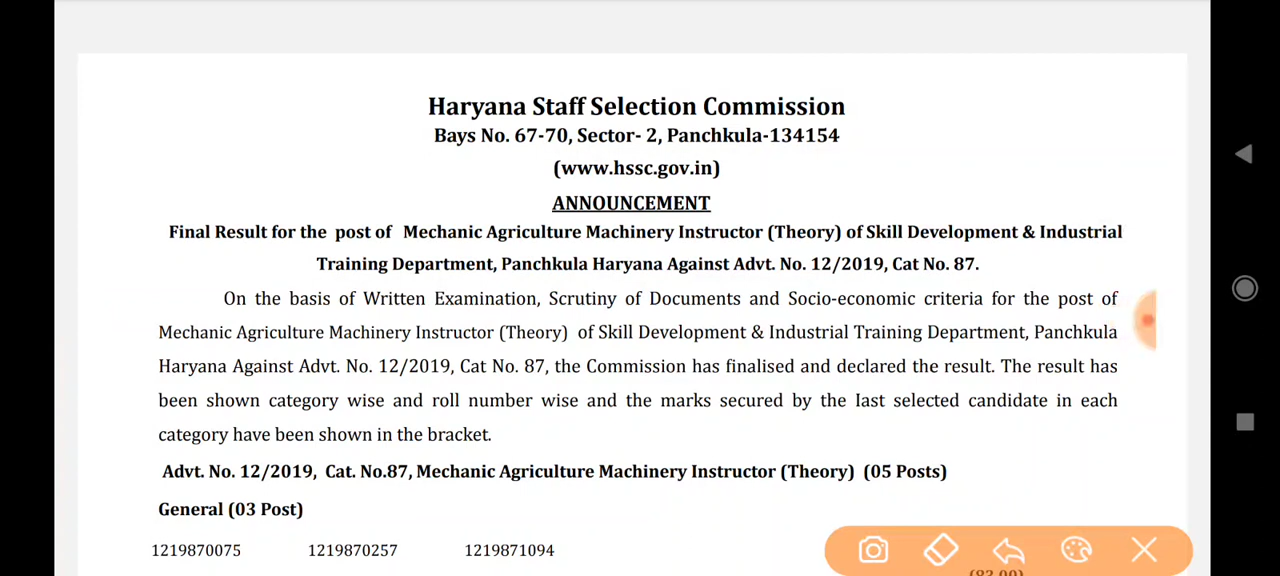 Haryana Staff Selection Commission
Bays No. 67-70, Sector- 2, Panchkula-134154
(www.hssc.gov.in)
ANNOUNCEMENT
Final Result for the post of Mechanic Agriculture Machinery Instructor (Theory) of Skill Development & Industrial
Training Department, Panchkula Haryana Against Advt. No. 12/2019, Cat No. 87.
On the basis of Written Examination, Scrutiny of Documents and Socio-economic criteria for the post of
Mechanic Agriculture Machinery Instructor (Theory) of Skill Development & Industrial Training Department, Panchkula
Haryana Against Advt. No. 12/2019, Cat No. 87, the Commission has finalised and declared the result. The result has
been shown category wise and roll number wise and the marks secured by the last selected candidate in each
category have been shown in the bracket.
Advt. No. 12/2019, Cat. No.87, Mechanic Agriculture Machinery Instructor (Theory) (05 Posts)
General (03 Post)
1219870075 1219870257 1219871094